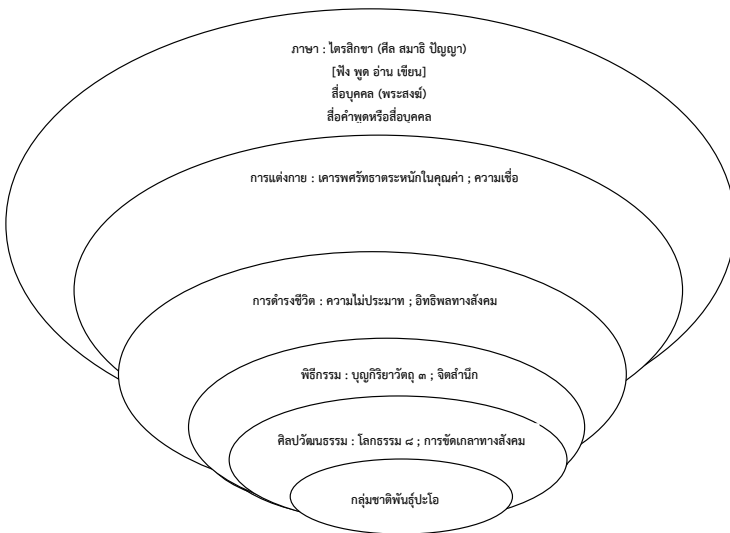 ภาษา : ไตรสิกขา (ศีล สมาธิ ปัญญา)
[ฟัง พูด อ่าน เขียน]
สื่อบุคคล (พระสงฆ์)
สื่อคำพูดหรือสื่อบุคคล
การแต่งกาย : เคารพศรัทธาตระหนักในคุณค่า ; ความเชื่อ
การดำรงชีวิต : ความไม่ประมาท ; อิทธิพลทางสังคม
พิธีกรรม : บุญกิริยาวัตถุ ๓ ; จิตสำนึก
ศิลปวัฒนธรรม : โลกธรรม ๘ ; การขัดเกลาทางสังคม
กลุ่มชาติพันธุ์ปะโอ